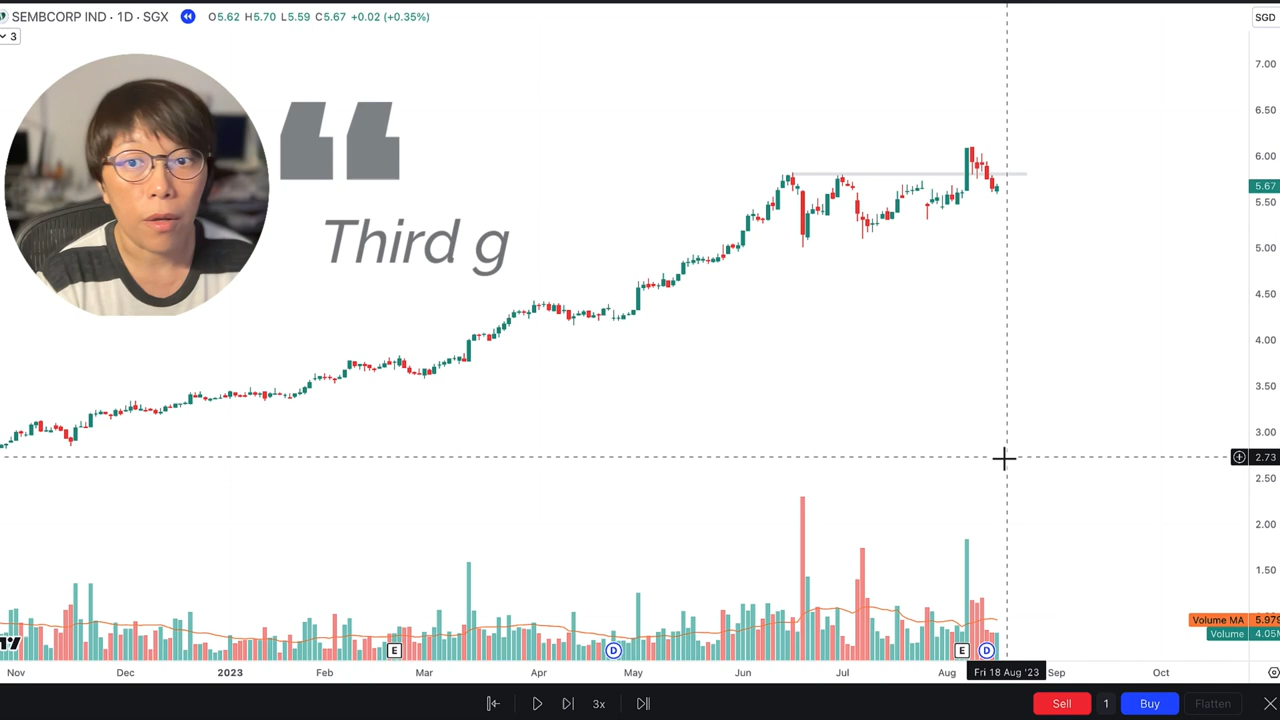 SEMBCORP IND · 1D · SGX O5.62 H5.70 L5.59 C5.67 +0.02 (+0.35%)
SGD
3
“
Third g
7.00
6.50
6.00
5.67
5.50
5.00
4.50
4.00
3.50
3.00
2.73
2.50
2.00
1.50
Volume MA 5.979
Volume 4.05M
E D E D
Nov Dec 2023 Feb Mar Apr May Jun Jul Aug Fri 18 Aug '23 Sep Oct
3x Sell 1 Buy Flatten